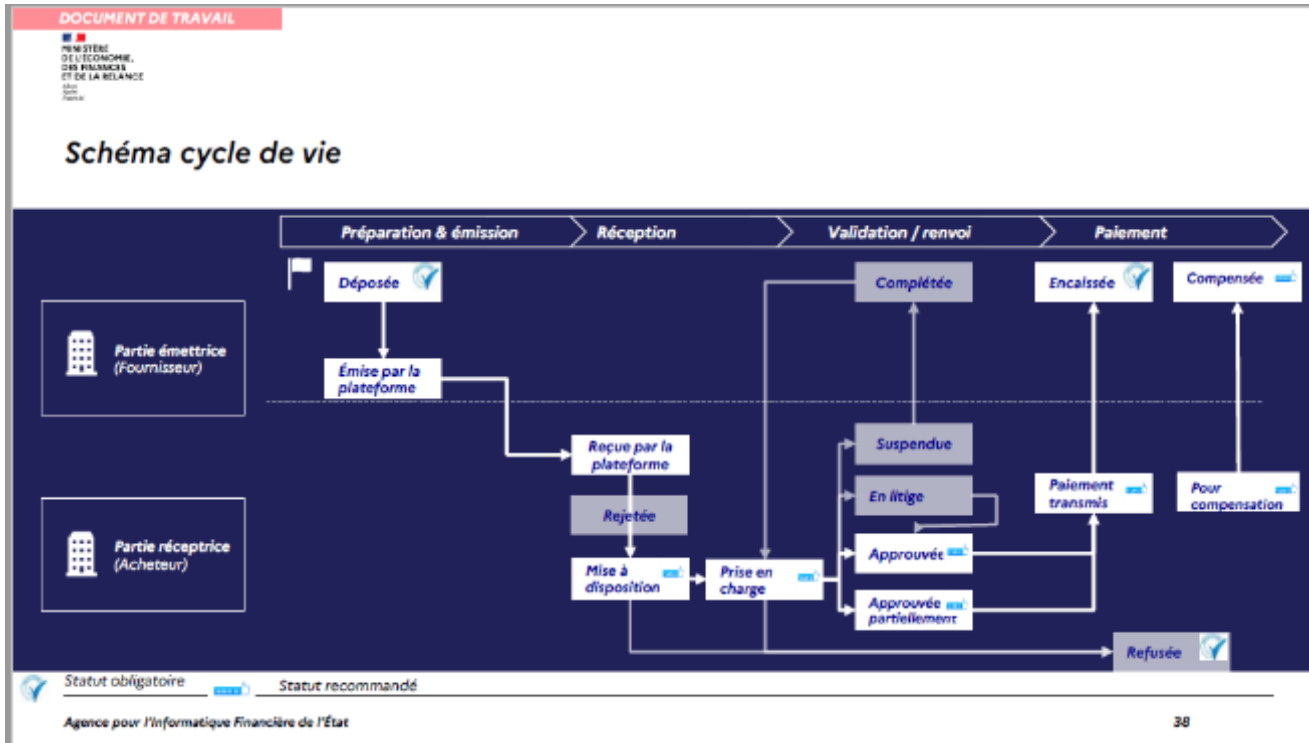 DOCUMENT DE TRAVAIL
MINISTÈRE
DE L'ÉCONOMIE,
DES FINANCES
ET DE LA RELANCE
Schéma cycle de vie
Préparation & émission
Réception
Validation / renvoi
Paiement
Déposée
Complétée
Encaissée
Compensée
Partie émettrice
(Fournisseur)
Émise par la
plateforme
Reçue par la
plateforme
Suspendue
Rejetée
En litige
Paiement
transmis
Pour
compensation
Partie réceptrice
(Acheteur)
Mise à
disposition
Prise en
charge
Approuvée
Approuvée
partiellement
Refusée
Statut obligatoire
Statut recommandé
Agence pour l'Informatique Financière de l'État
38